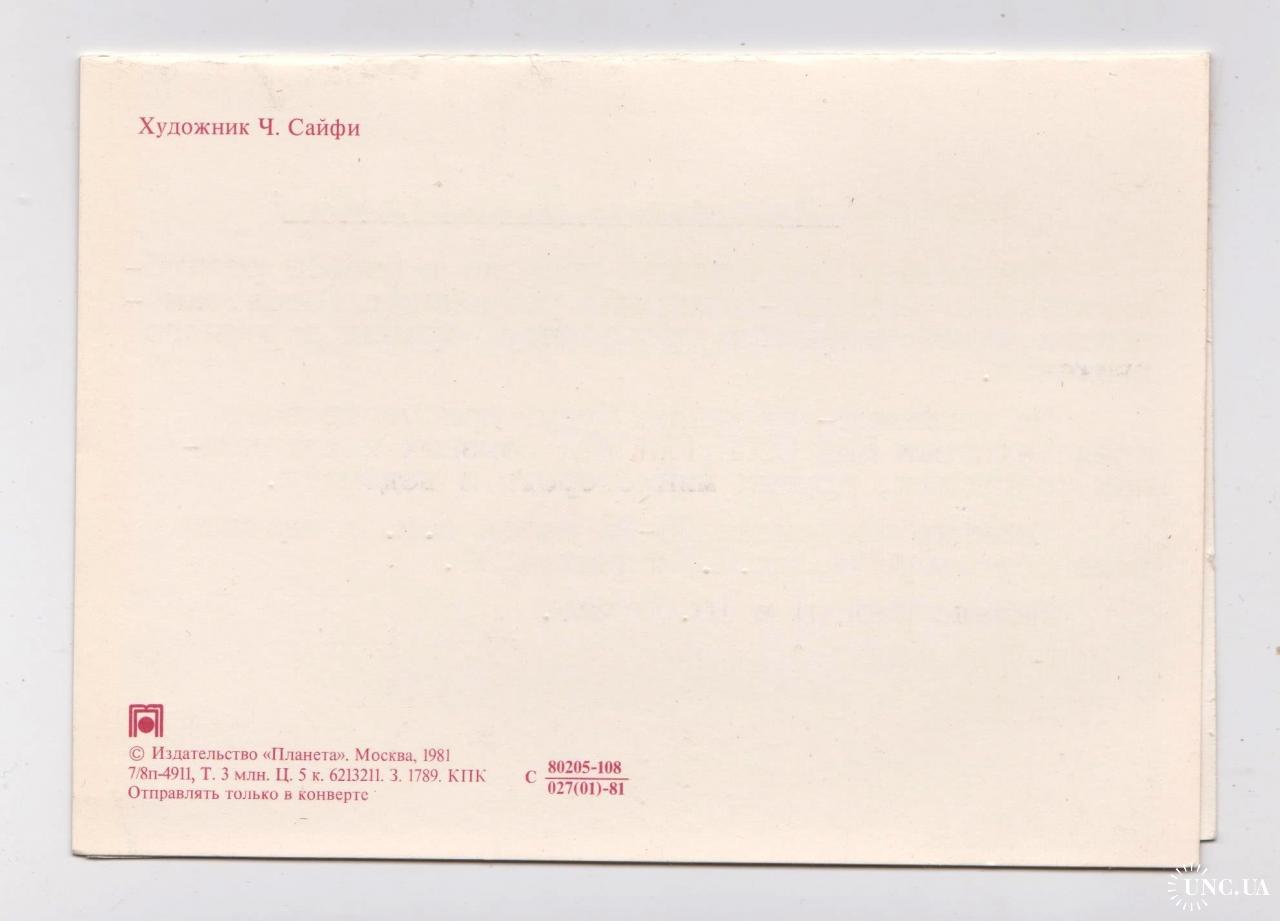 Художник Ч. Сайфи
© Издательство «Планета». Москва, 1981
7/8п-4911, Т. 3 млн. Ц. 5 к. 6213211. З. 1789. КПК
Отправлять только в конверте
С 80205-108
027(01)-81
UNC.UA